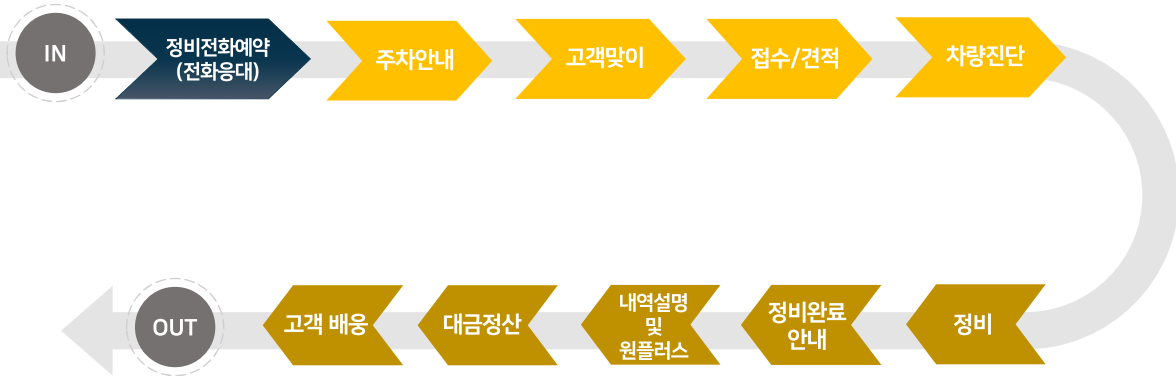 IN
정비전화예약
(전화응대)
주차안내
고객맞이
접수/견적
차량진단
정비
정비완료
안내
내역설명
및
원플러스
대금정산
고객 배웅
OUT